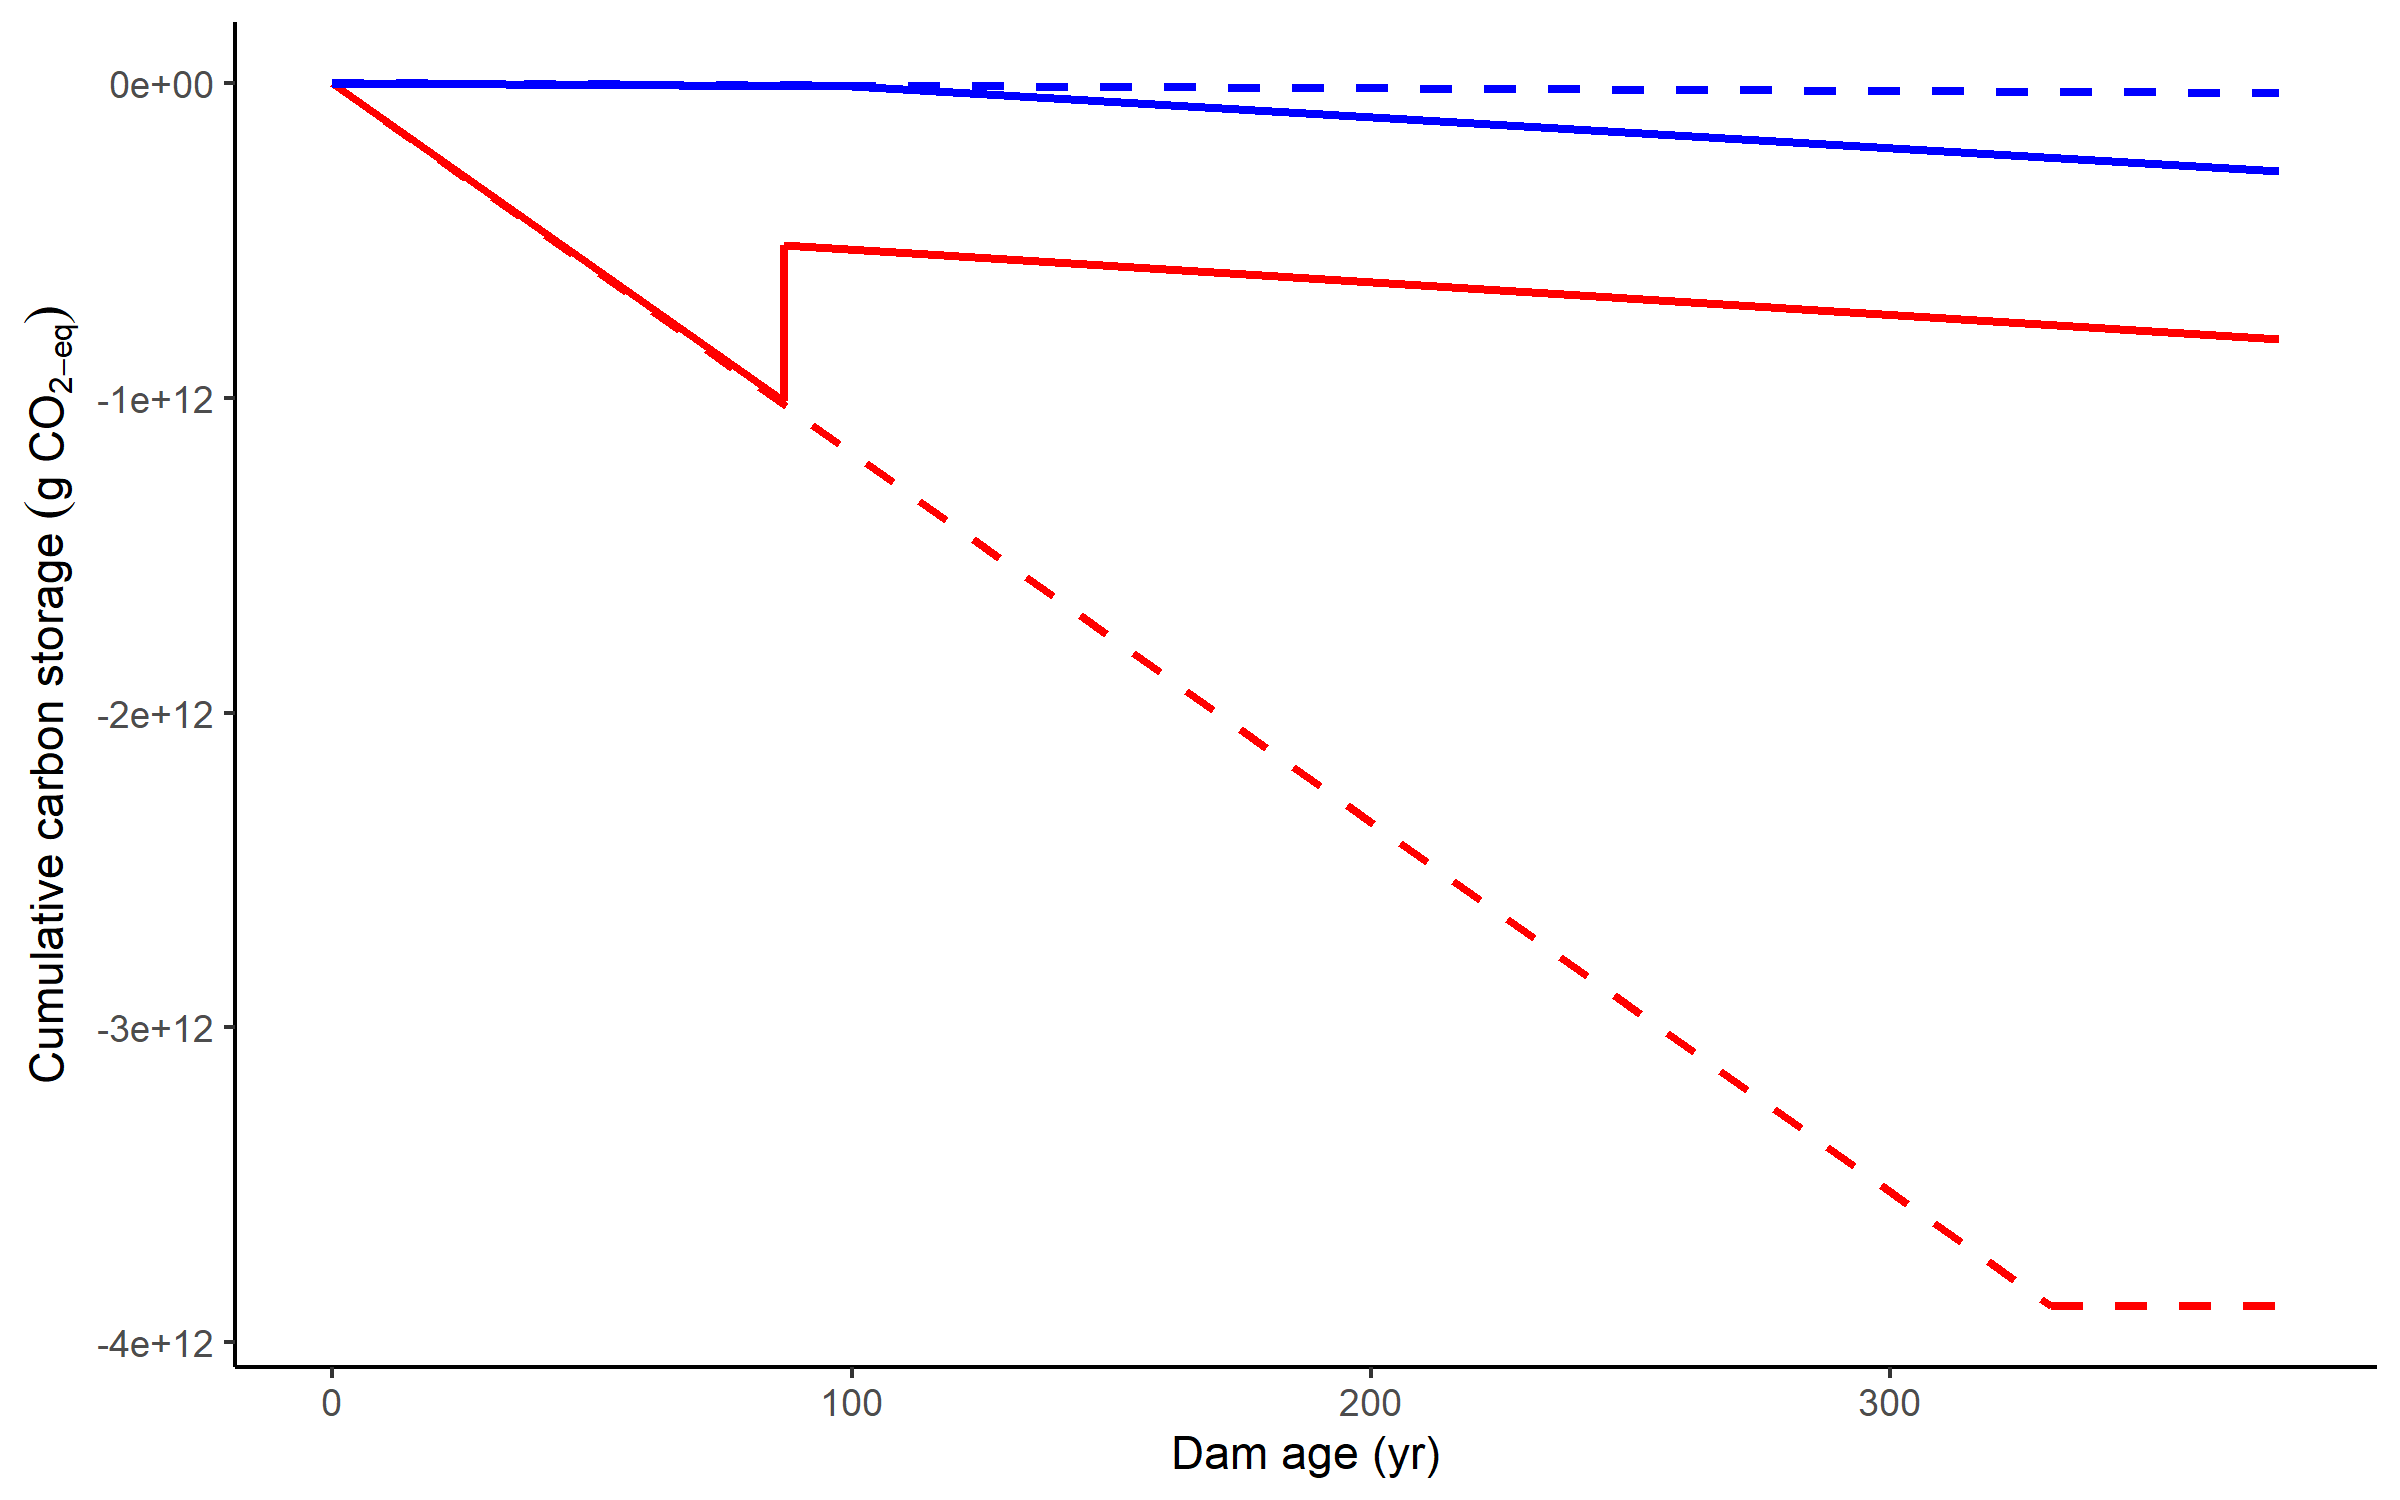 Cumulative carbon storage (g CO₂₋eq)
0e+00
-1e+12
-2e+12
-3e+12
-4e+12
0 100 200 300
Dam age (yr)